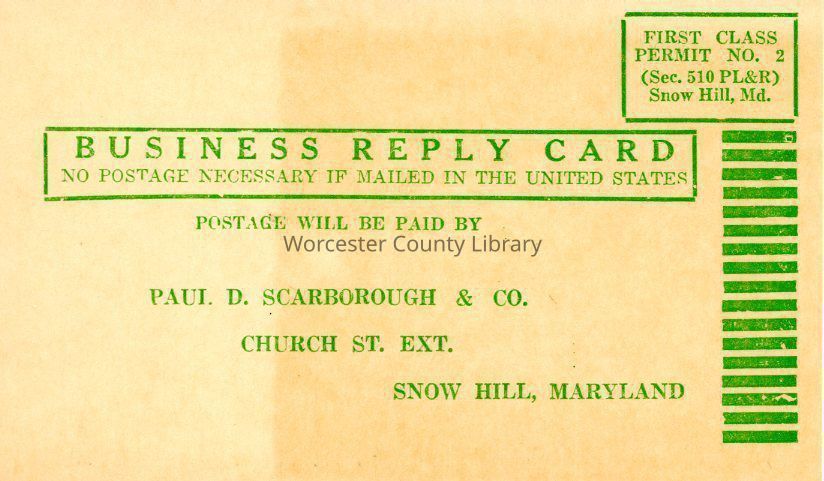 FIRST CLASS
PERMIT NO. 2
(Sec. 510 PL&R)
Snow Hill, Md.
BUSINESS REPLY CARD
NO POSTAGE NECESSARY IF MAILED IN THE UNITED STATES
POSTAGE WILL BE PAID BY
Worcester County Library
PAUL D. SCARBOROUGH & CO.
CHURCH ST. EXT.
SNOW HILL, MARYLAND